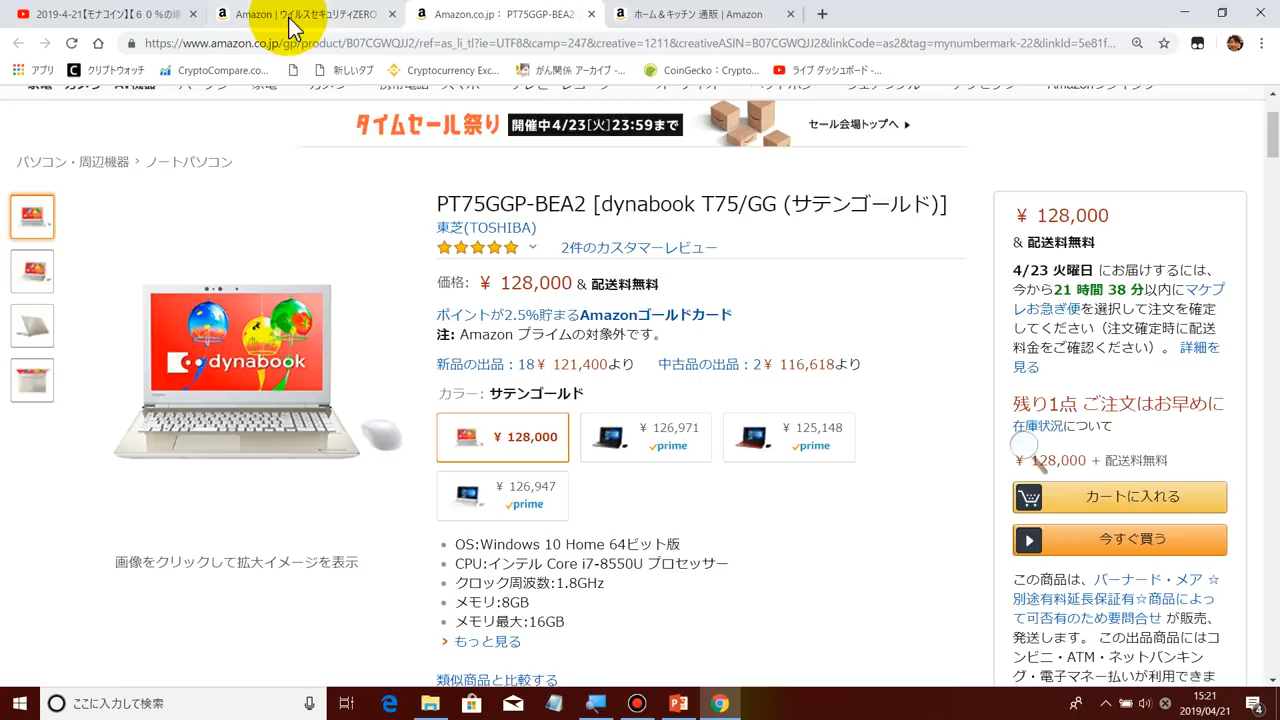 2019-4-21【モナコイン】【６０％の爆
Amazon | ウイルスセキュリティZERO
Amazon.co.jp： PT75GGP-BEA2
ホーム＆キッチン 通販 | Amazon
https://www.amazon.co.jp/gp/product/B07CGWQJJ2/ref=as_li_tl?ie=UTF8&camp=247&creative=1211&creativeASIN=B07CGWQJJ2&linkCode=as2&tag=mynubermark-22&linkId=5e81f...
アプリ
クリプトウォッチ
CryptoCompare.co...
新しいタブ
Cryptocurrency Exc...
がん関係 アーカイブ -...
CoinGecko：Crypto...
ライブ ダッシュボード -...
タイムセール祭り
開催中4/23[火]23:59まで
セール会場トップへ
パソコン・周辺機器 › ノートパソコン
PT75GGP-BEA2 [dynabook T75/GG (サテンゴールド)]
東芝(TOSHIBA)
2件のカスタマーレビュー
価格: ￥ 128,000 & 配送料無料
ポイントが2.5%貯まるAmazonゴールドカード
注: Amazon プライムの対象外です。
新品の出品：18￥ 121,400より
中古品の出品：2￥ 116,618より
カラー: サテンゴールド
￥ 128,000
￥ 126,971
prime
￥ 125,148
prime
￥ 126,947
prime
OS:Windows 10 Home 64ビット版
CPU:インテル Core i7-8550U プロセッサー
クロック周波数:1.8GHz
メモリ:8GB
メモリ最大:16GB
もっと見る
類似商品と比較する
dynabook
画像をクリックして拡大イメージを表示
￥ 128,000
& 配送料無料
4/23 火曜日 にお届けするには、
今から21 時間 38 分以内にマケプ
レお急ぎ便を選択して注文を確定
してください（注文確定時に配送
料金をご確認ください）。 詳細を
見る
残り1点 ご注文はお早めに
在庫状況について
￥ 128,000 + 配送料無料
カートに入れる
今すぐ買う
この商品は、バーナード・メア ☆
別途有料延長保証有☆商品によっ
て可否有のため要問合せ が販売、
発送します。 この出品商品にはコ
ンビニ・ATM・ネットバンキン
グ・電子マネー払いが利用できま
ここに入力して検索
15:21
2019/04/21
4